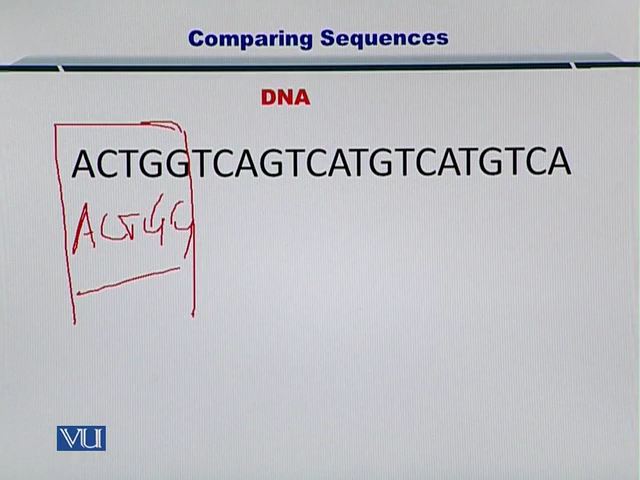 Comparing Sequences
DNA
ACTGGTCAGTCATGTCATGTCA
ACTGG
VU